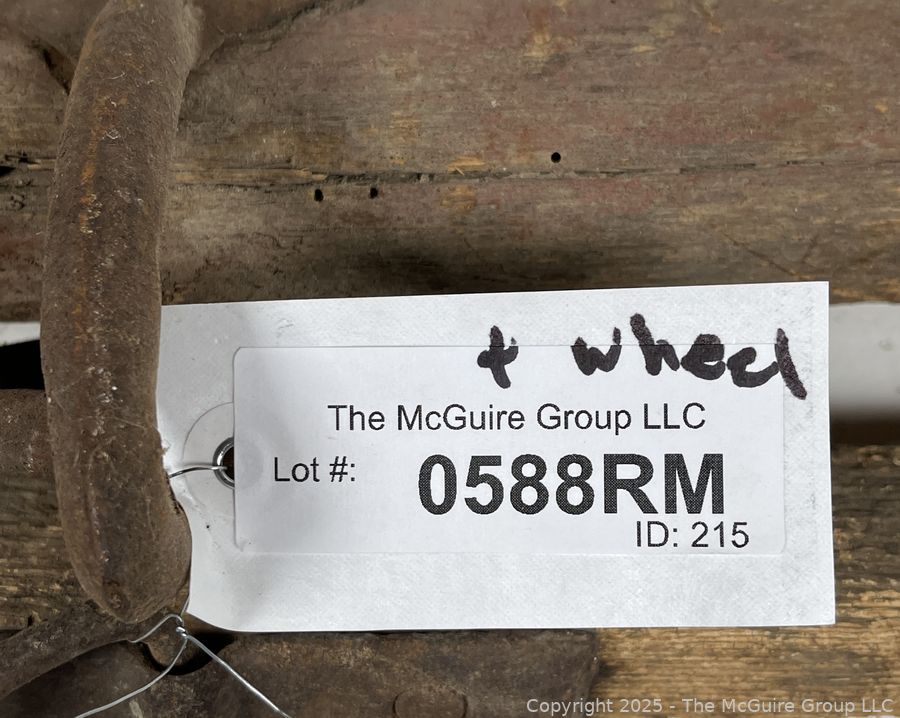 + wheel
The McGuire Group LLC
Lot #: 0588RM
ID: 215
Copyright 2025 - The McGuire Group LLC